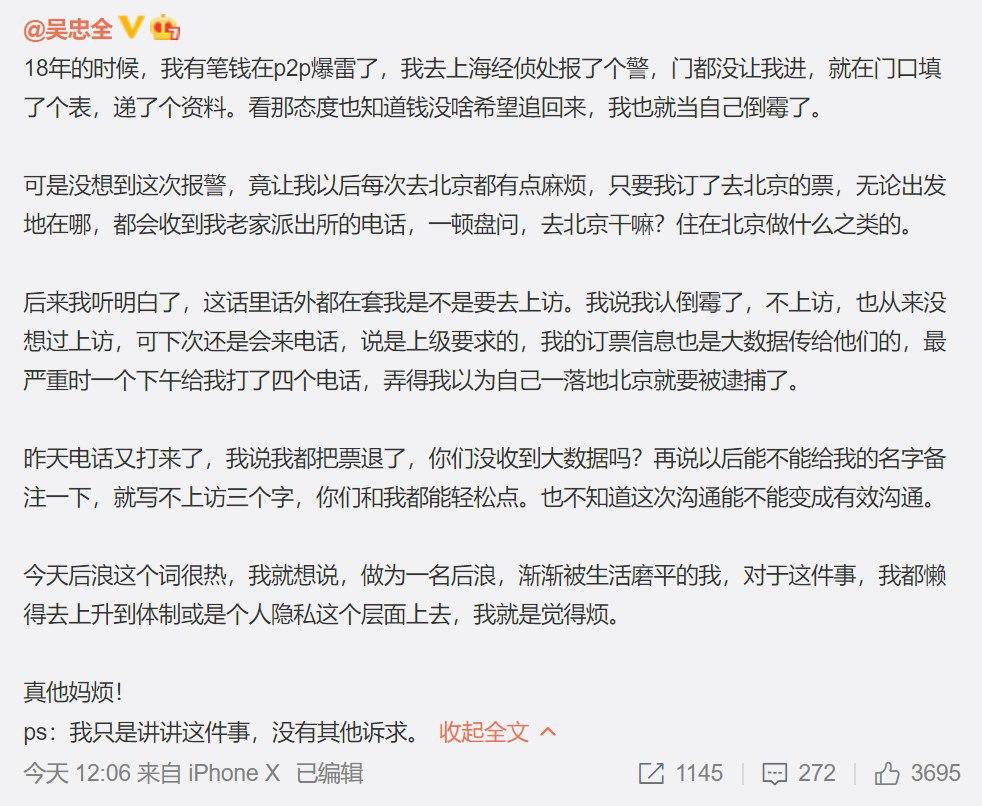 @吴忠全
18年的时候，我有笔钱在p2p爆雷了，我去上海经侦处报了个警，门都没让我进，就在门口填
了个表，递了个资料。看那态度也知道钱没啥希望追回来，我也就当自己倒霉了。
可是没想到这次报警，竟让我以后每次去北京都有点麻烦，只要我订了去北京的票，无论出发
地在哪，都会收到我老家派出所的电话，一顿盘问，去北京干嘛？住在北京做什么之类的。
后来我听明白了，这话里话外都在套我是不是要去上访。我说我认倒霉了，不上访，也从来没
想过上访，可下次还是会来电话，说是上级要求的，我的订票信息也是大数据传给他们的，最
严重时一个下午给我打了四个电话，弄得我以为自己一落地北京就要被逮捕了。
昨天电话又打来了，我说我都把票退了，你们没收到大数据吗？再说以后能不能给我的名字备
注一下，就写不上访三个字，你们和我都能轻松点。也不知道这次沟通能不能变成有效沟通。
今天后浪这个词很热，我就想说，做为一名后浪，渐渐被生活磨平的我，对于这件事，我都懒
得去上升到体制或是个人隐私这个层面上去，我就是觉得烦。
真他妈烦！
ps：我只是讲讲这件事，没有其他诉求。 收起全文
今天 12:06 来自 iPhone X 已编辑 1145 272 3695